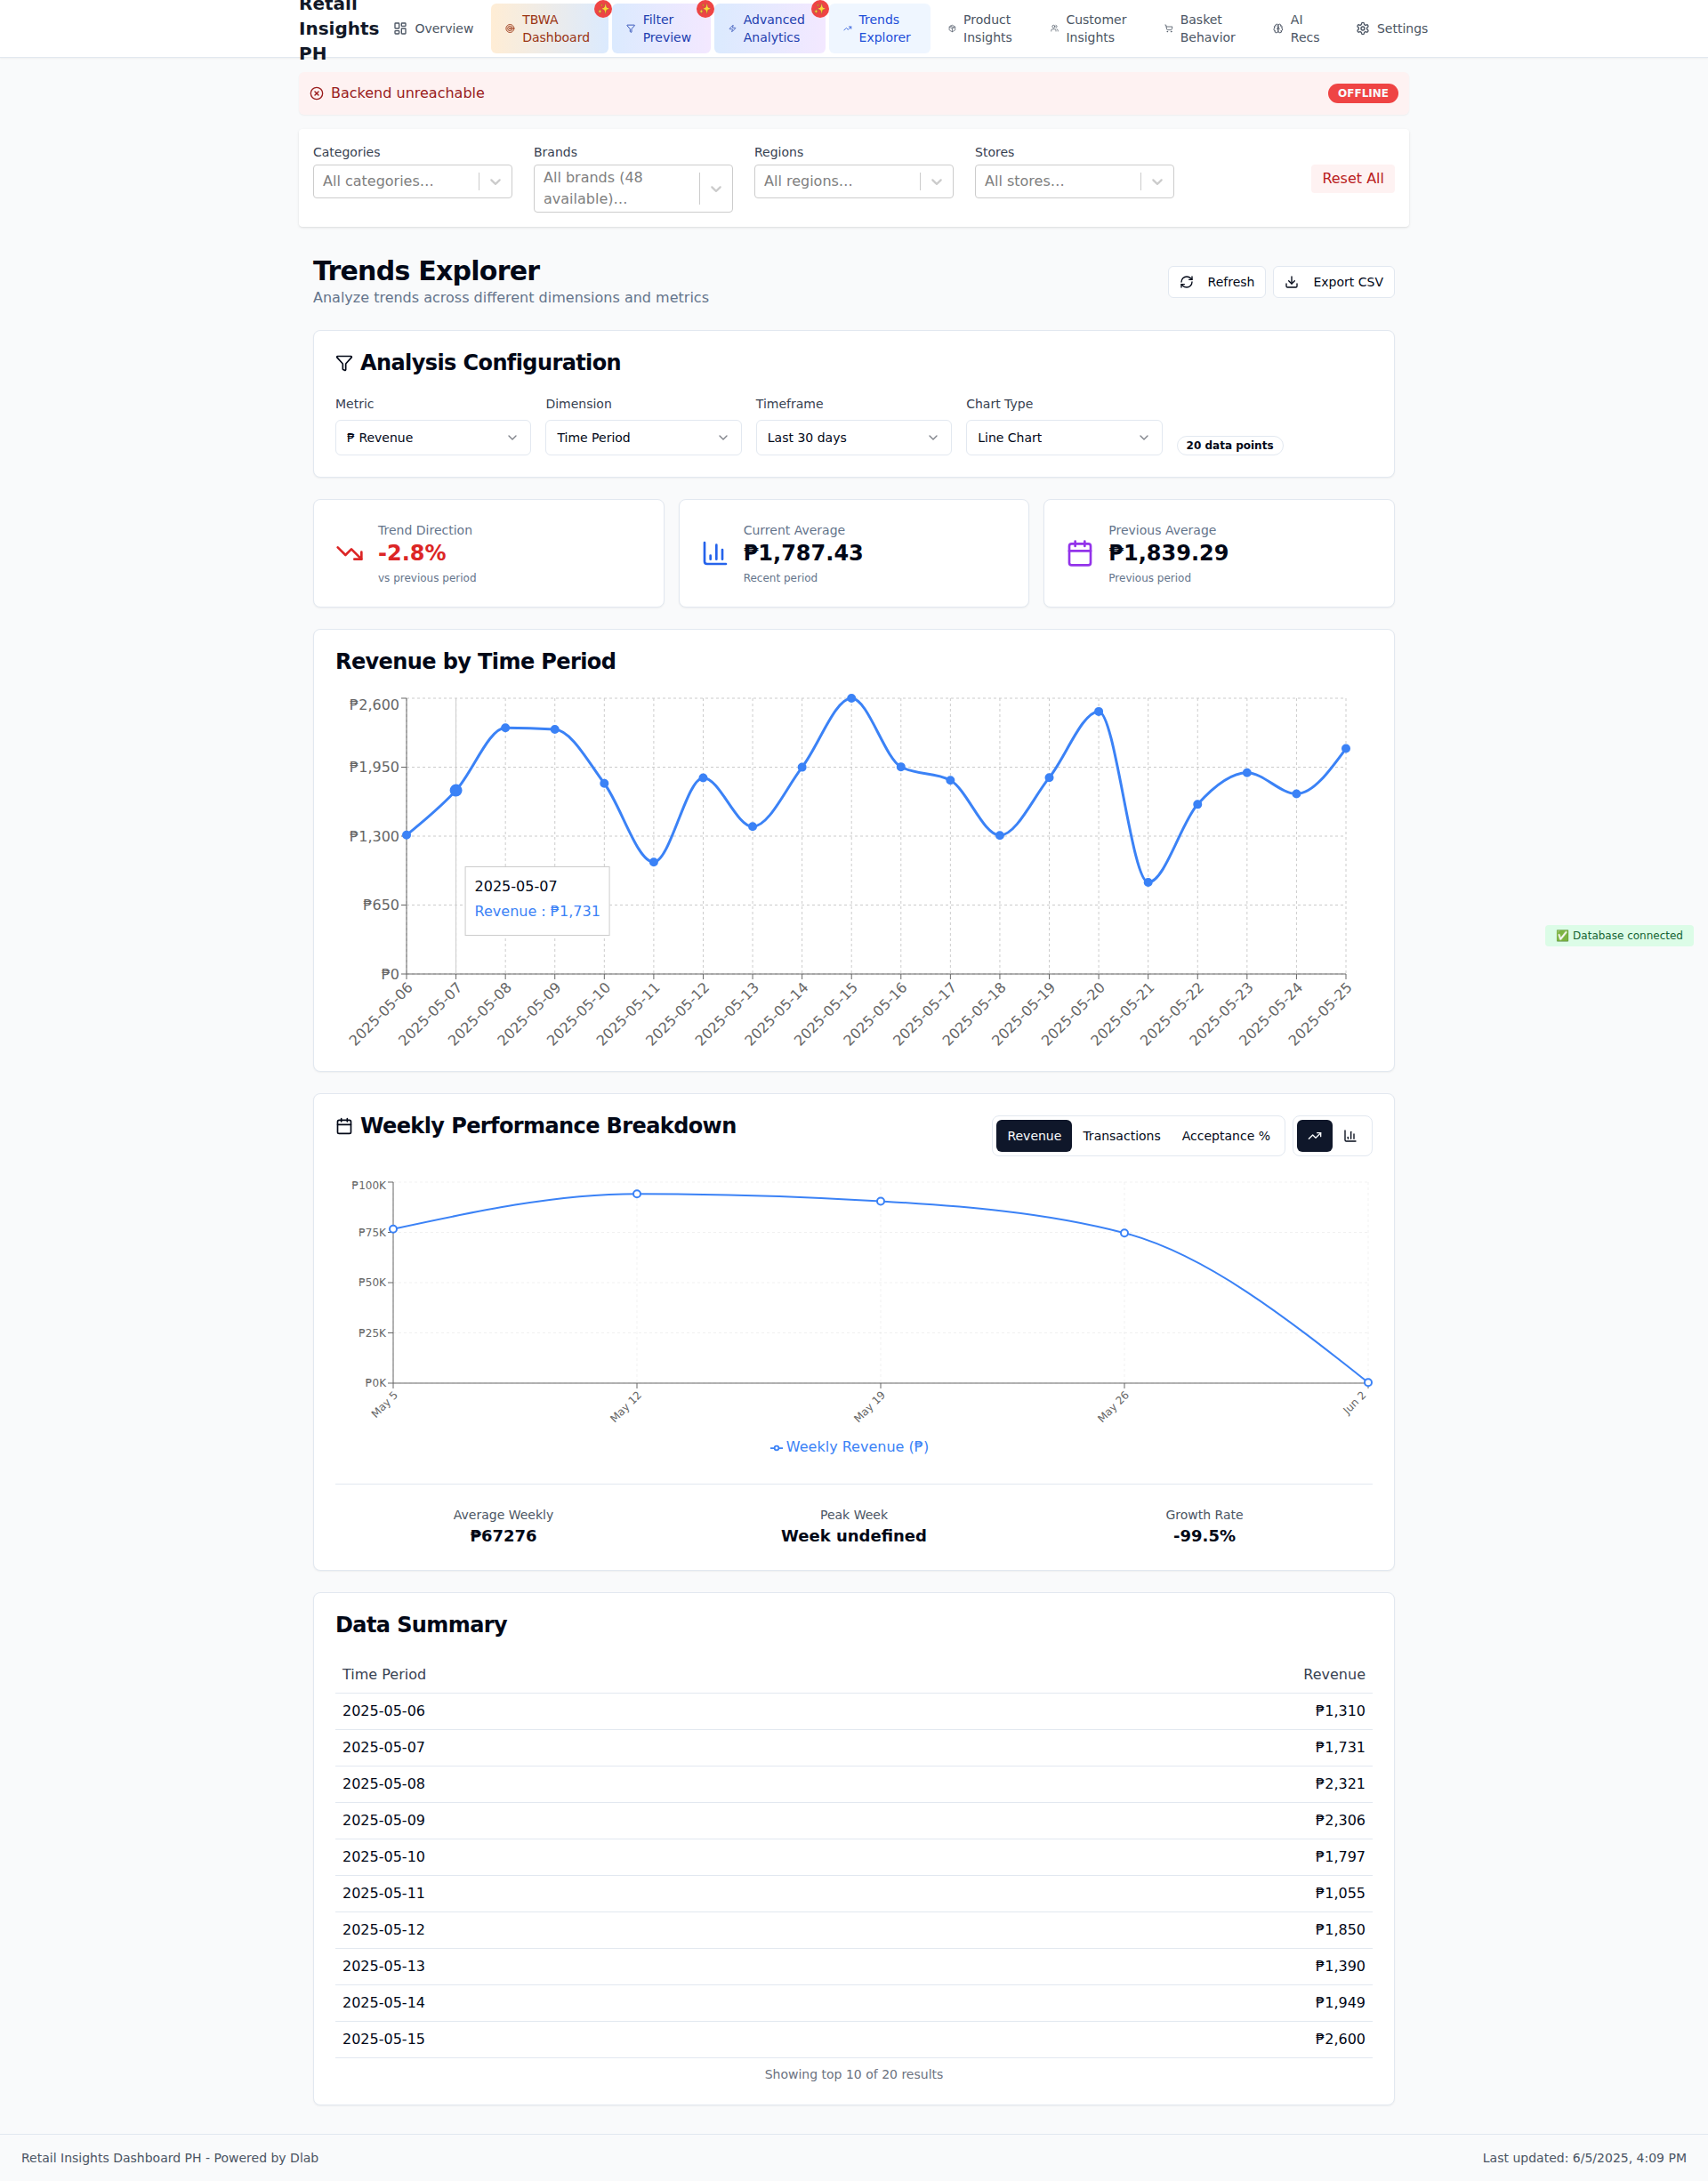 Retail
Insights
PH
Overview
TBWA
Dashboard
✨
Filter
Preview
✨
Advanced
Analytics
✨
Trends
Explorer
Product
Insights
Customer
Insights
Basket
Behavior
AI
Recs
Settings
Backend unreachable
OFFLINE
Categories
Brands
Regions
Stores
All categories...
All brands (48
available)...
All regions...
All stores...
Reset All
Trends Explorer
Analyze trends across different dimensions and metrics
Refresh
Export CSV
Analysis Configuration
Metric
Dimension
Timeframe
Chart Type
₱ Revenue
Time Period
Last 30 days
Line Chart
20 data points
Trend Direction
-2.8%
vs previous period
Current Average
₱1,787.43
Recent period
Previous Average
₱1,839.29
Previous period
Revenue by Time Period
₱2,600
₱1,950
₱1,300
₱650
₱0
2025-05-07
Revenue : ₱1,731
2025-05-06
2025-05-07
2025-05-08
2025-05-09
2025-05-10
2025-05-11
2025-05-12
2025-05-13
2025-05-14
2025-05-15
2025-05-16
2025-05-17
2025-05-18
2025-05-19
2025-05-20
2025-05-21
2025-05-22
2025-05-23
2025-05-24
2025-05-25
✅ Database connected
Weekly Performance Breakdown
Revenue
Transactions
Acceptance %
₱100K
₱75K
₱50K
₱25K
₱0K
May 5
May 12
May 19
May 26
Jun 2
Weekly Revenue (₱)
Average Weekly
₱67276
Peak Week
Week undefined
Growth Rate
-99.5%
Data Summary
Time Period Revenue
2025-05-06 ₱1,310
2025-05-07 ₱1,731
2025-05-08 ₱2,321
2025-05-09 ₱2,306
2025-05-10 ₱1,797
2025-05-11 ₱1,055
2025-05-12 ₱1,850
2025-05-13 ₱1,390
2025-05-14 ₱1,949
2025-05-15 ₱2,600
Showing top 10 of 20 results
Retail Insights Dashboard PH - Powered by Dlab
Last updated: 6/5/2025, 4:09 PM